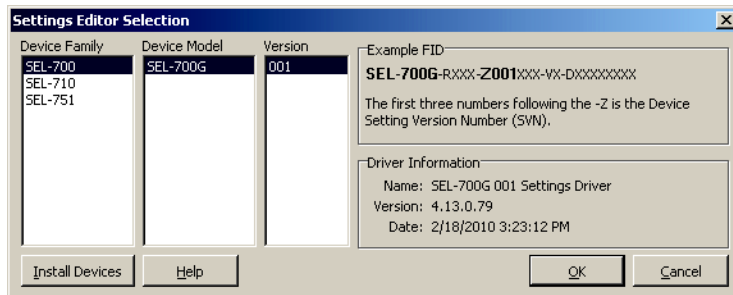 Settings Editor Selection
Device Family
Device Model
Version
SEL-700
SEL-710
SEL-751
SEL-700G
001
Example FID
SEL-700G-RXXX-Z001XXX-VX-DXXXXXXXX
The first three numbers following the -Z is the Device
Setting Version Number (SVN).
Driver Information
Name: SEL-700G 001 Settings Driver
Version: 4.13.0.79
Date: 2/18/2010 3:23:12 PM
Install Devices
Help
OK
Cancel